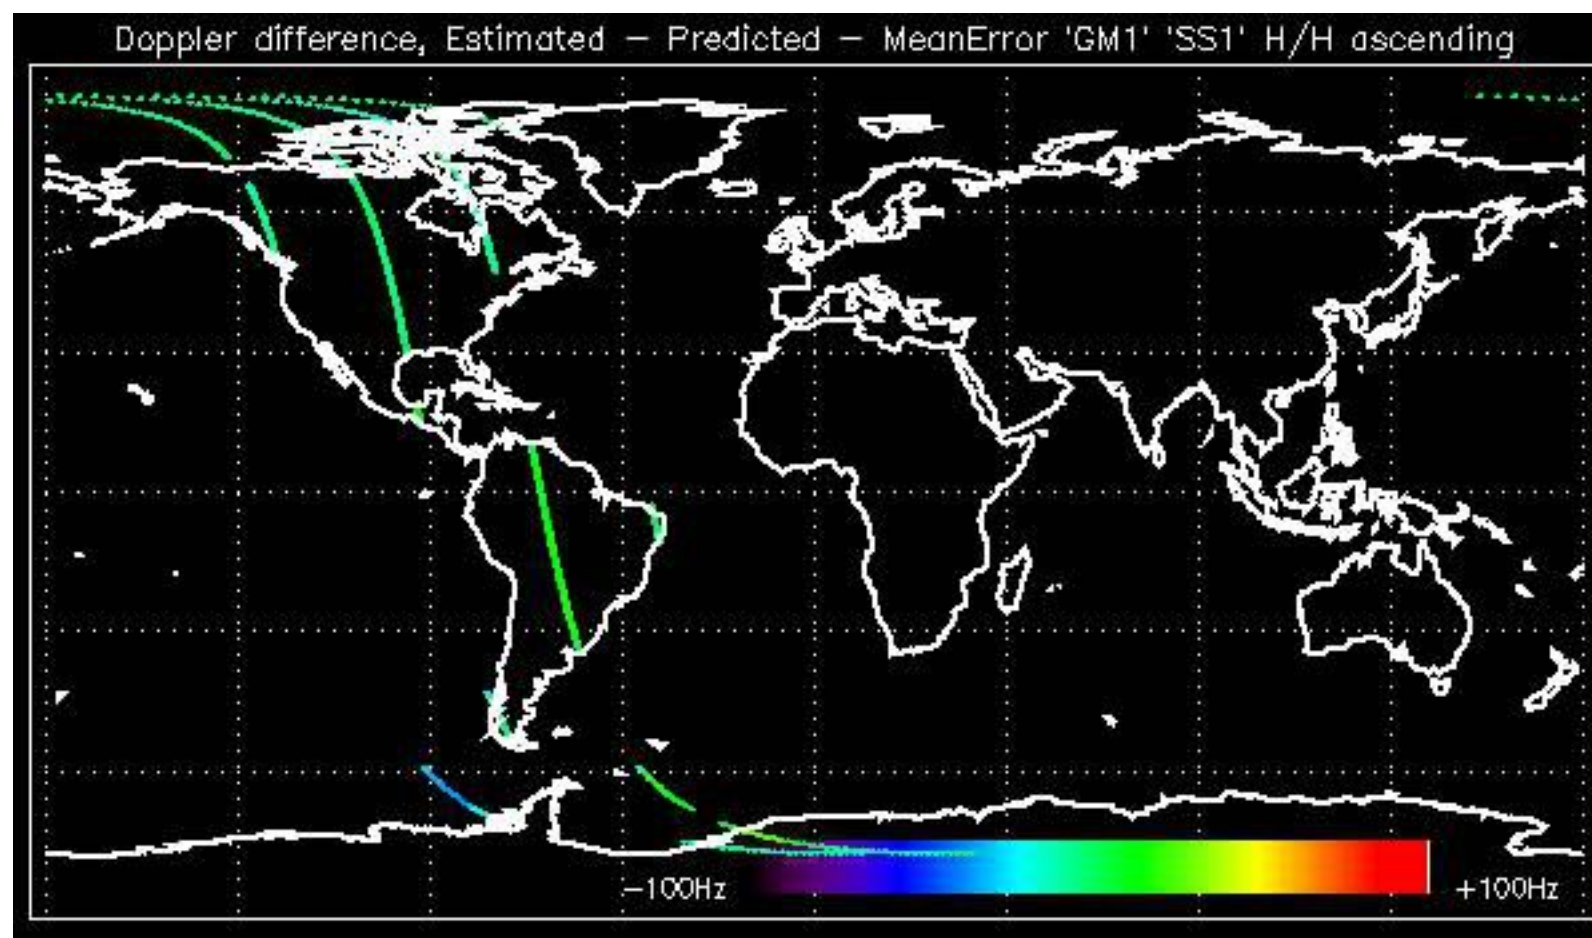 Doppler difference, Estimated – Predicted – MeanError 'GM1' 'SS1' H/H ascending
−100Hz
+100Hz